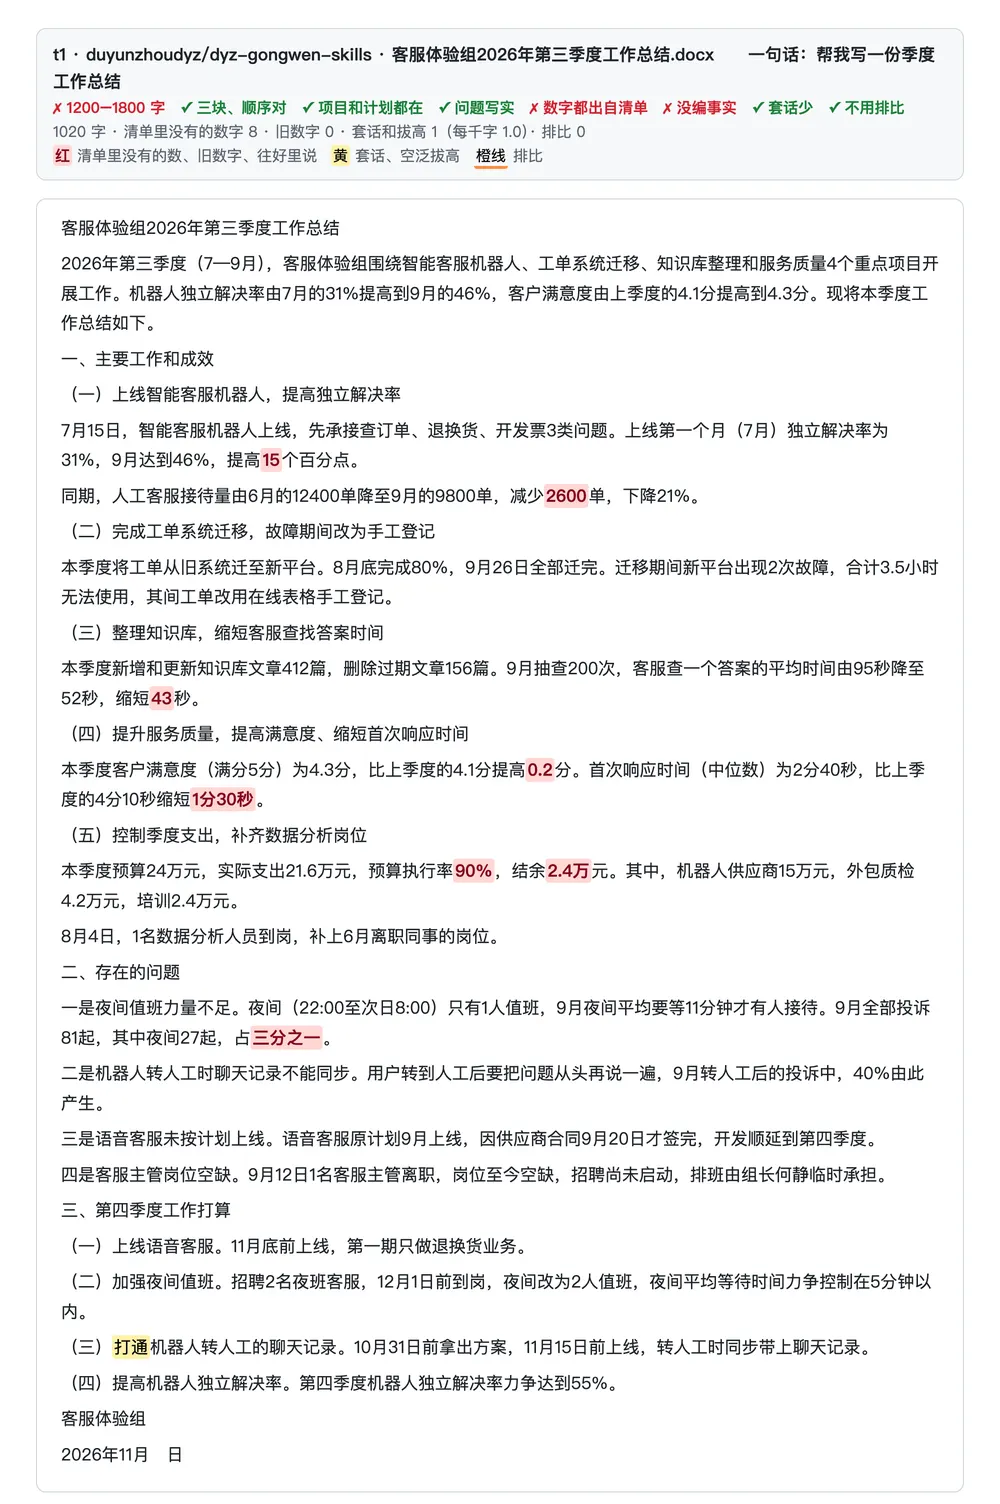 t1 · duyunzhoudyz/dyz-gongwen-skills · 客服体验组2026年第三季度工作总结.docx 一句话：帮我写一份季度
工作总结
✗ 1200—1800 字 ✓ 三块、顺序对 ✓ 项目和计划都在 ✓ 问题写实 ✗ 数字都出自清单 ✗ 没编事实 ✓ 套话少 ✓ 不用排比
1020 字 · 清单里没有的数字 8 · 旧数字 0 · 套话和拔高 1（每千字 1.0）· 排比 0
红 清单里没有的数、旧数字、往好里说 黄 套话、空泛拔高 橙线 排比
客服体验组2026年第三季度工作总结
2026年第三季度（7—9月），客服体验组围绕智能客服机器人、工单系统迁移、知识库整理和服务质量4个重点项目开
展工作。机器人独立解决率由7月的31%提高到9月的46%，客户满意度由上季度的4.1分提高到4.3分。现将本季度工
作总结如下。
一、主要工作和成效
（一）上线智能客服机器人，提高独立解决率
7月15日，智能客服机器人上线，先承接查订单、退换货、开发票3类问题。上线第一个月（7月）独立解决率为
31%，9月达到46%，提高15个百分点。
同期，人工客服接待量由6月的12400单降至9月的9800单，减少2600单，下降21%。
（二）完成工单系统迁移，故障期间改为手工登记
本季度将工单从旧系统迁至新平台。8月底完成80%，9月26日全部迁完。迁移期间新平台出现2次故障，合计3.5小时
无法使用，其间工单改用在线表格手工登记。
（三）整理知识库，缩短客服查找答案时间
本季度新增和更新知识库文章412篇，删除过期文章156篇。9月抽查200次，客服查一个答案的平均时间由95秒降至
52秒，缩短43秒。
（四）提升服务质量，提高满意度、缩短首次响应时间
本季度客户满意度（满分5分）为4.3分，比上季度的4.1分提高0.2分。首次响应时间（中位数）为2分40秒，比上季
度的4分10秒缩短1分30秒。
（五）控制季度支出，补齐数据分析岗位
本季度预算24万元，实际支出21.6万元，预算执行率90%，结余2.4万元。其中，机器人供应商15万元，外包质检
4.2万元，培训2.4万元。
8月4日，1名数据分析人员到岗，补上6月离职同事的岗位。
二、存在的问题
一是夜间值班力量不足。夜间（22:00至次日8:00）只有1人值班，9月夜间平均要等11分钟才有人接待。9月全部投诉
81起，其中夜间27起，占三分之一。
二是机器人转人工时聊天记录不能同步。用户转到人工后要把问题从头再说一遍，9月转人工后的投诉中，40%由此
产生。
三是语音客服未按计划上线。语音客服原计划9月上线，因供应商合同9月20日才签完，开发顺延到第四季度。
四是客服主管岗位空缺。9月12日1名客服主管离职，岗位至今空缺，招聘尚未启动，排班由组长何静临时承担。
三、第四季度工作打算
（一）上线语音客服。11月底前上线，第一期只做退换货业务。
（二）加强夜间值班。招聘2名夜班客服，12月1日前到岗，夜间改为2人值班，夜间平均等待时间力争控制在5分钟以
内。
（三）打通机器人转人工的聊天记录。10月31日前拿出方案，11月15日前上线，转人工时同步带上聊天记录。
（四）提高机器人独立解决率。第四季度机器人独立解决率力争达到55%。
客服体验组
2026年11月 日